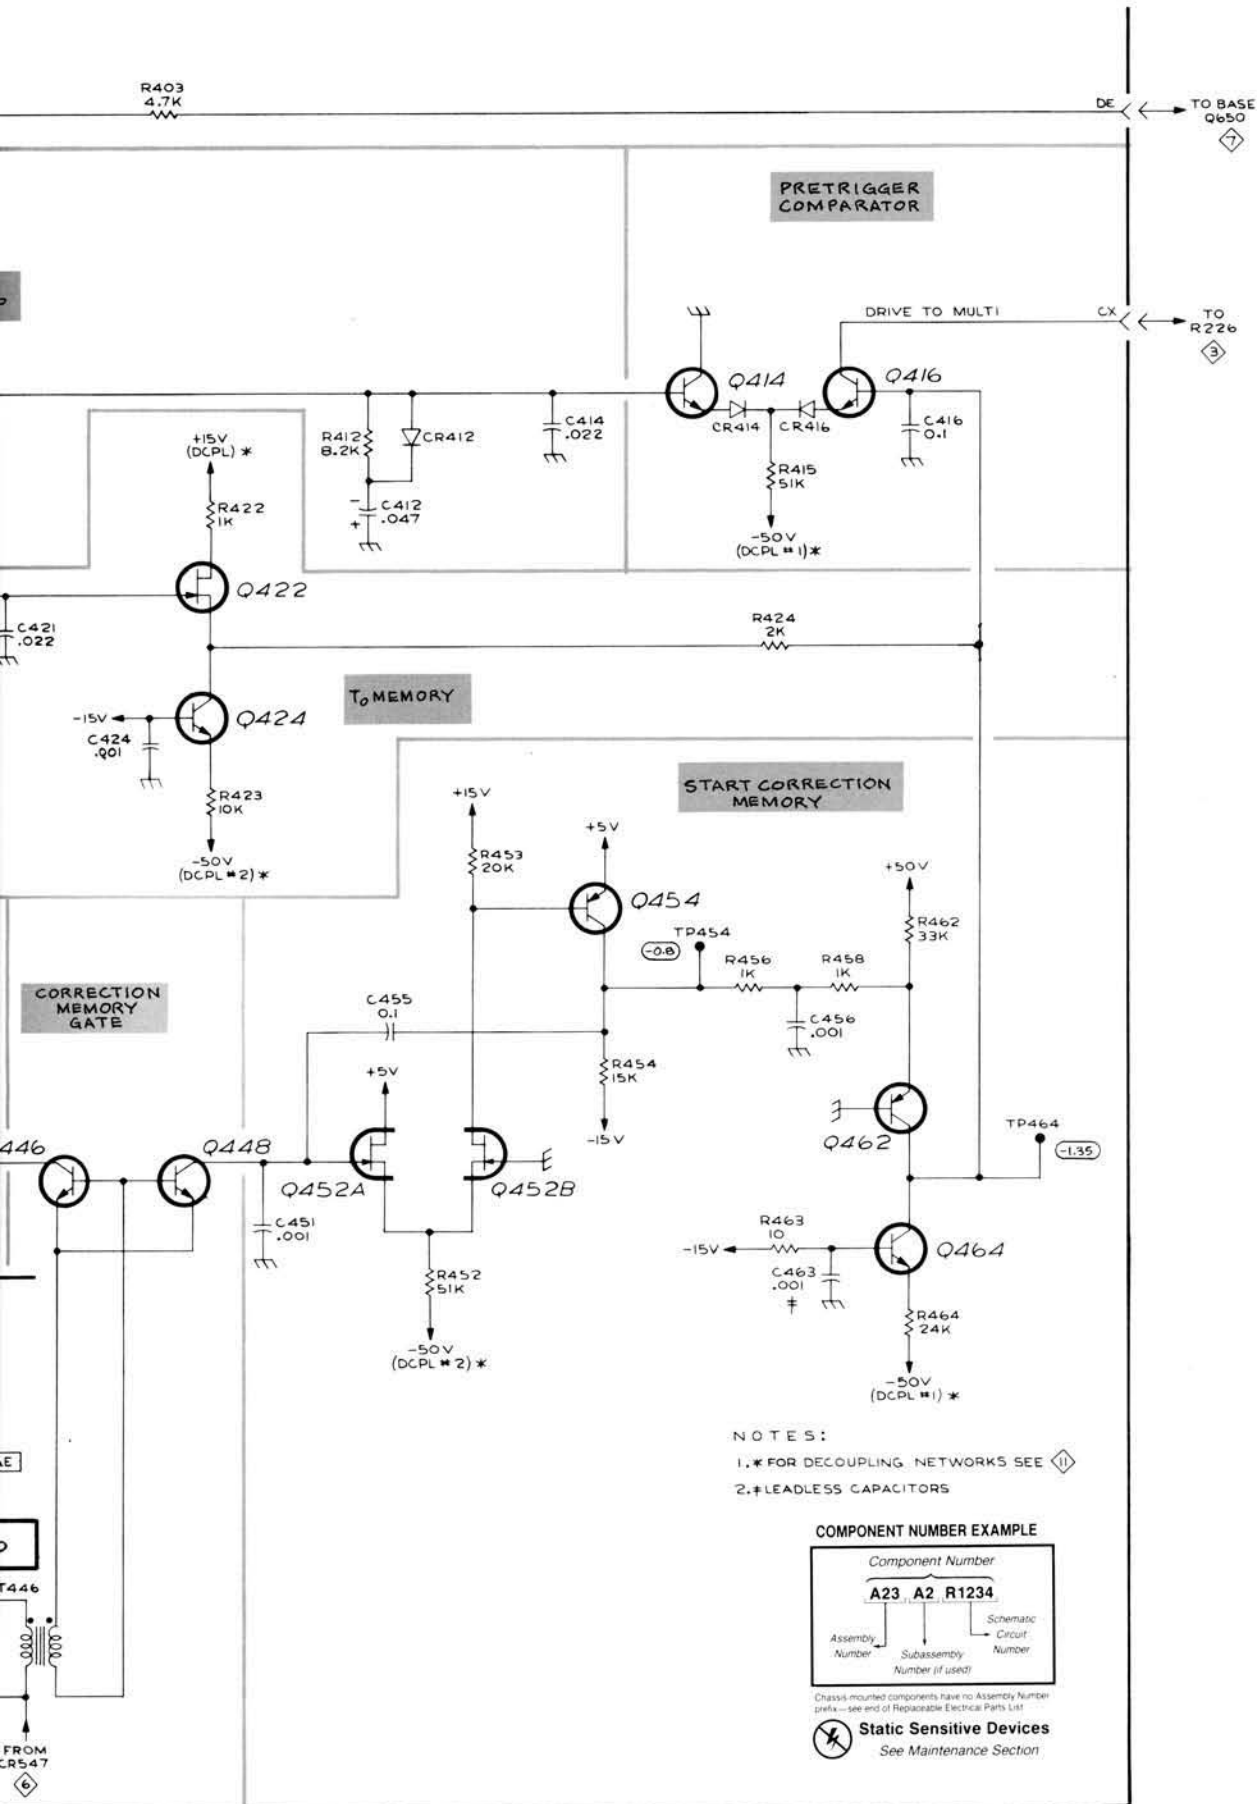 R403
4.7K
DE
TO BASE
Q650
7
PRETRIGGER
COMPARATOR
DRIVE TO MULTI
CX
TO
R226
3
Q414
Q416
CR414
CR416
C416
0.1
R412
8.2K
CR412
C414
.022
R415
51K
-50V
(DCPL #1)*
+15V
(DCPL) *
R422
1K
-
+
C412
.047
Q422
C421
.022
R424
2K
To MEMORY
Q424
-15V
C424
.001
R423
10K
-50V
(DCPL #2) *
START CORRECTION
MEMORY
+15V
R453
20K
+5V
Q454
+50V
R462
33K
TP454
-0.8
R456
1K
R458
1K
CORRECTION
MEMORY
GATE
C455
0.1
C456
.001
+5V
R454
15K
-15V
Q462
TP464
-1.35
446
Q448
Q452A
Q452B
C451
.001
R463
10
-15V
Q464
C463
.001
‡
R452
51K
R464
24K
-50V
(DCPL #2) *
-50V
(DCPL #1) *
NOTES:
1.* FOR DECOUPLING NETWORKS SEE 11
2.‡ LEADLESS CAPACITORS
COMPONENT NUMBER EXAMPLE
Component Number
A23 A2 R1234
Assembly
Number
Subassembly
Number (if used)
Schematic
Circuit
Number
Chassis-mounted components have no Assembly Number
prefix—see end of Replaceable Electrical Parts List
Static Sensitive Devices
See Maintenance Section
T446
FROM
CR547
6